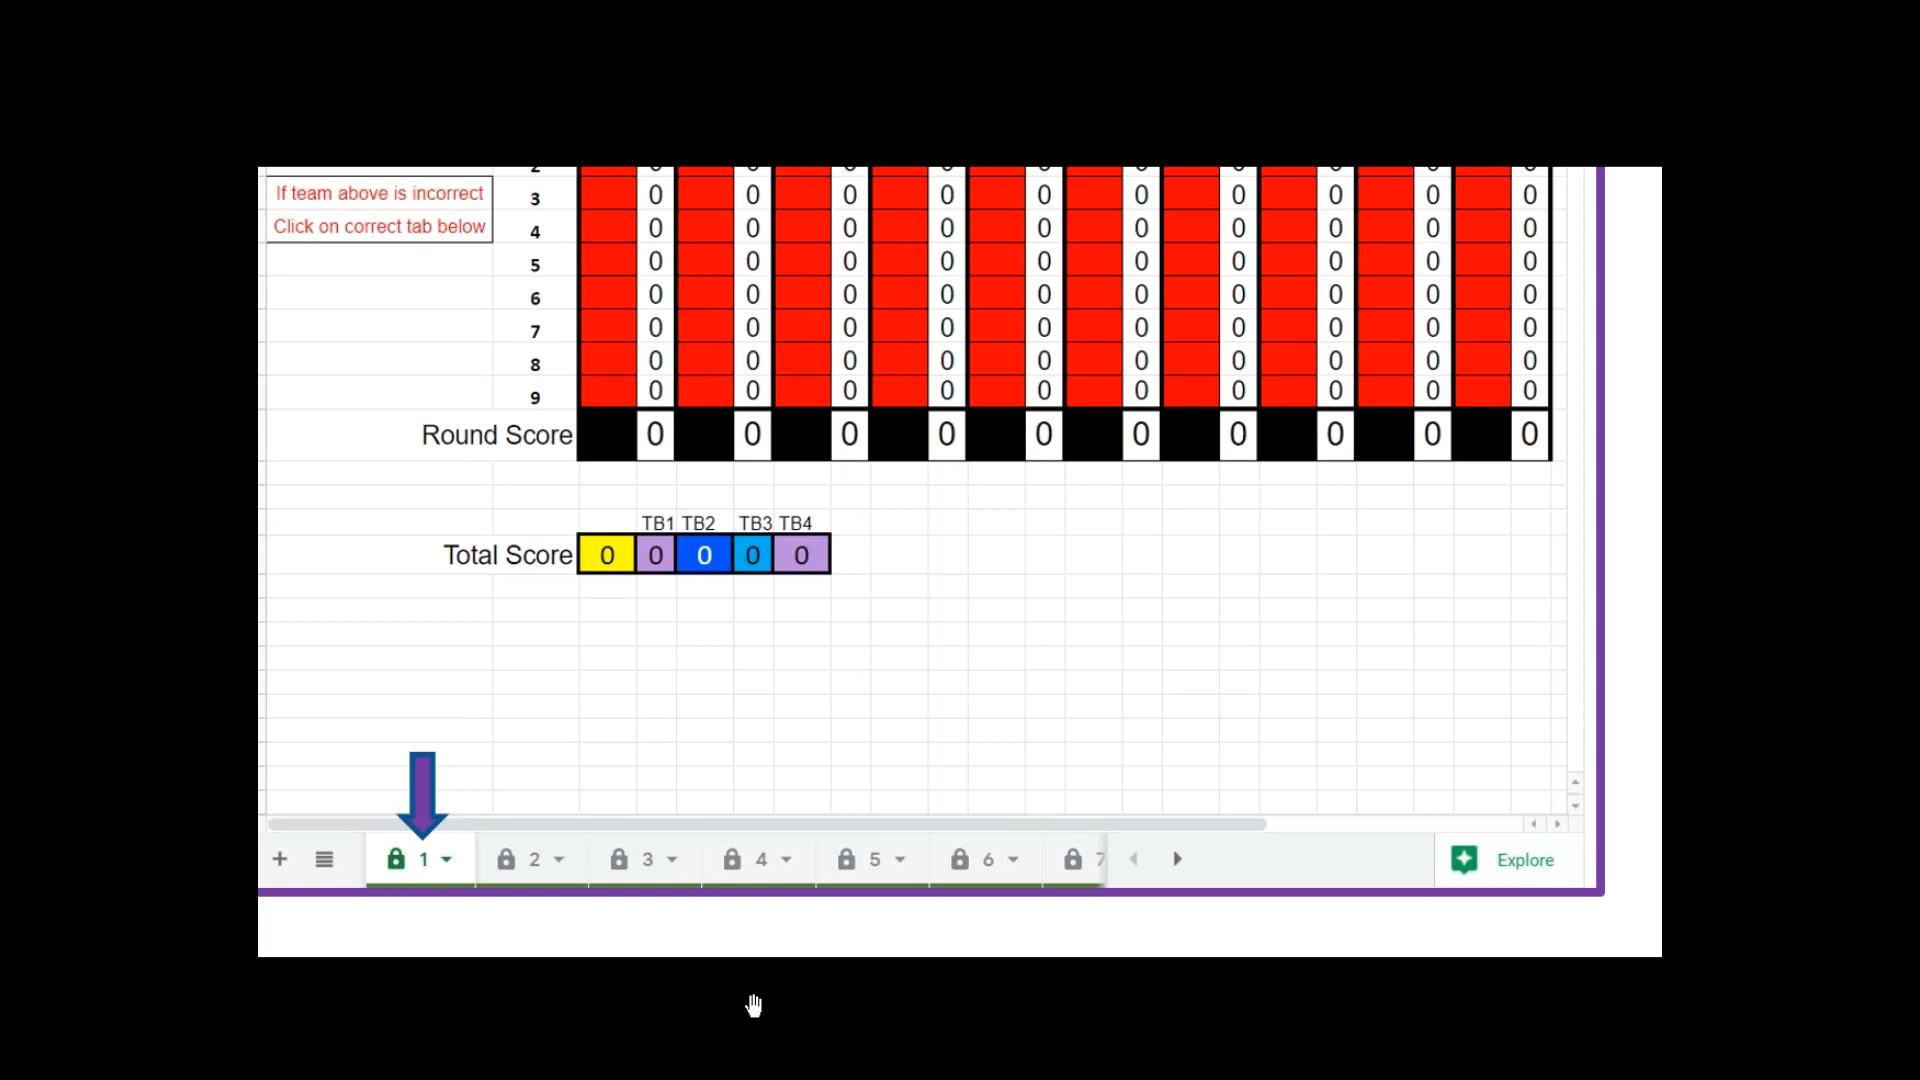 If team above is incorrect
Click on correct tab below
3 0 0 0 0 0 0 0 0 0 0
4 0 0 0 0 0 0 0 0 0 0
5 0 0 0 0 0 0 0 0 0 0
6 0 0 0 0 0 0 0 0 0 0
7 0 0 0 0 0 0 0 0 0 0
8 0 0 0 0 0 0 0 0 0 0
9 0 0 0 0 0 0 0 0 0 0
Round Score 0 0 0 0 0 0 0 0 0 0
TB1 TB2 TB3 TB4
Total Score 0 0 0 0 0
1 2 3 4 5 6 7 Explore